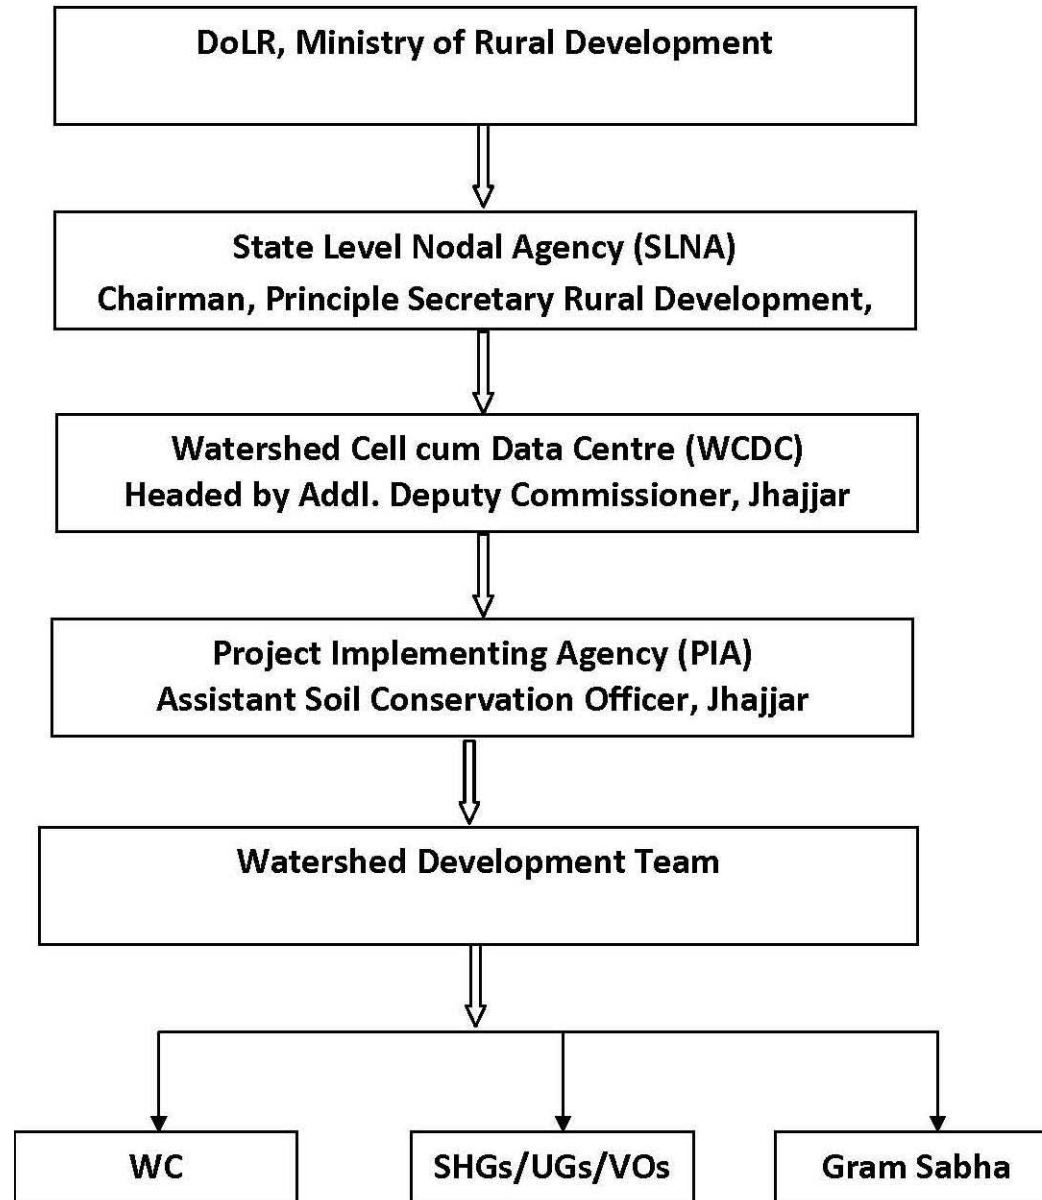 DoLR, Ministry of Rural Development
State Level Nodal Agency (SLNA)
Chairman, Principle Secretary Rural Development,
Watershed Cell cum Data Centre (WCDC)
Headed by Addl. Deputy Commissioner, Jhajjar
Project Implementing Agency (PIA)
Assistant Soil Conservation Officer, Jhajjar
Watershed Development Team
WC
SHGs/UGs/VOs
Gram Sabha